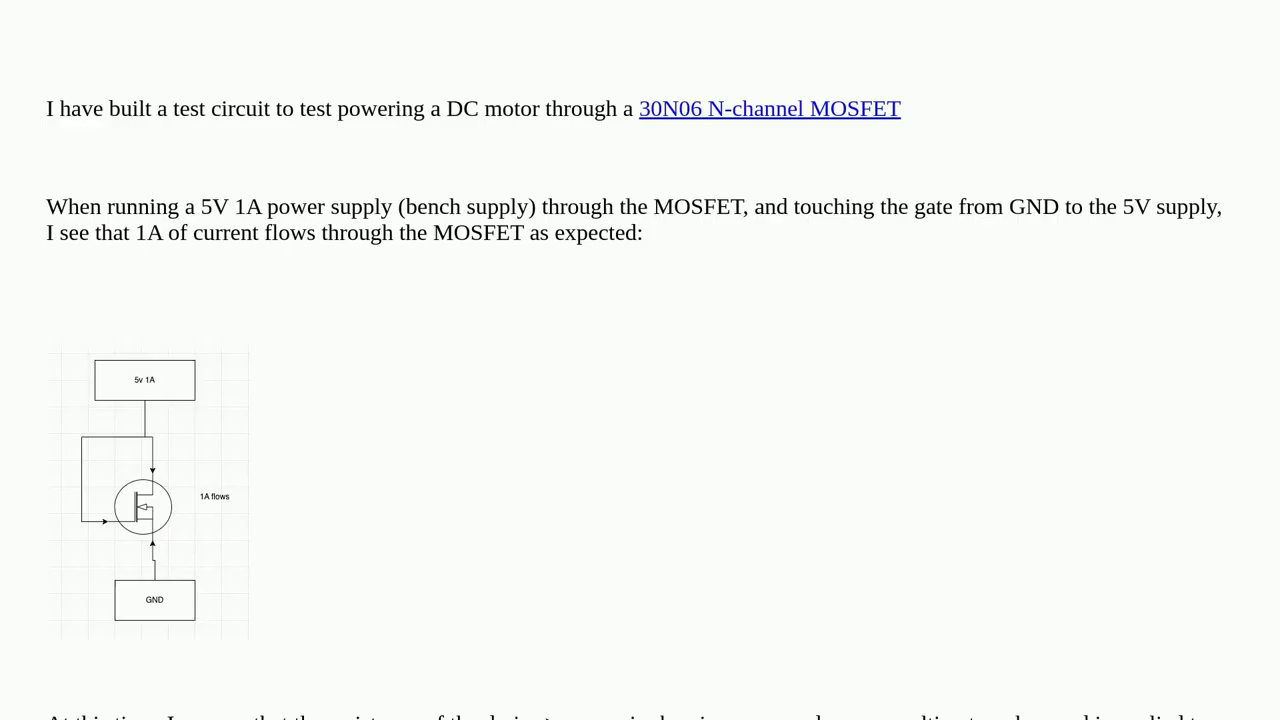 I have built a test circuit to test powering a DC motor through a 30N06 N-channel MOSFET
When running a 5V 1A power supply (bench supply) through the MOSFET, and touching the gate from GND to the 5V supply,
I see that 1A of current flows through the MOSFET as expected:
5v 1A
1A flows
GND